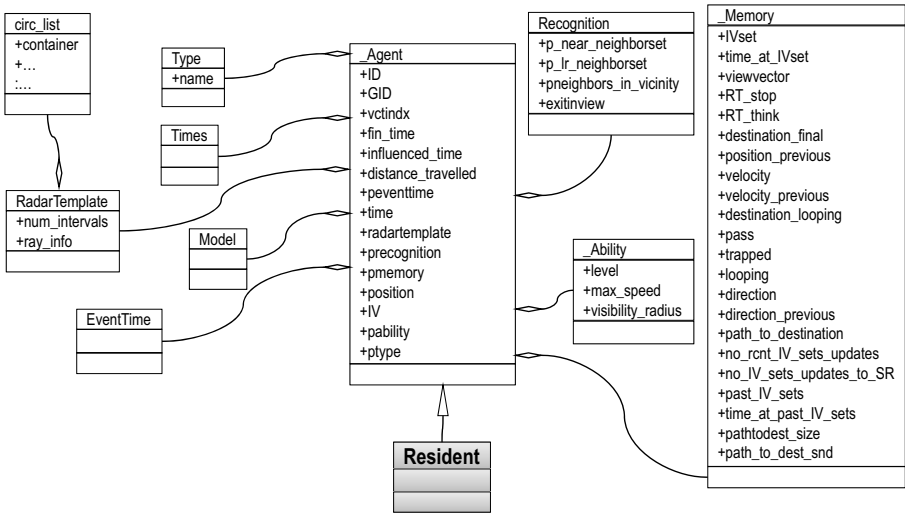 circ_list
+container
+...
:...
RadarTemplate
+num_intervals
+ray_info
Type
+name
Times
Model
EventTime
_Agent
+ID
+GID
+vctindx
+fin_time
+influenced_time
+distance_travelled
+peventtime
+time
+radartemplate
+precognition
+pmemory
+position
+IV
+pability
+ptype
Resident
Recognition
+p_near_neighborset
+p_lr_neighborset
+pneighbors_in_vicinity
+exitinview
_Ability
+level
+max_speed
+visibility_radius
_Memory
+IVset
+time_at_IVset
+viewvector
+RT_stop
+RT_think
+destination_final
+position_previous
+velocity
+velocity_previous
+destination_looping
+pass
+trapped
+looping
+direction
+direction_previous
+path_to_destination
+no_rcnt_IV_sets_updates
+no_IV_sets_updates_to_SR
+past_IV_sets
+time_at_past_IV_sets
+pathtodest_size
+path_to_dest_snd